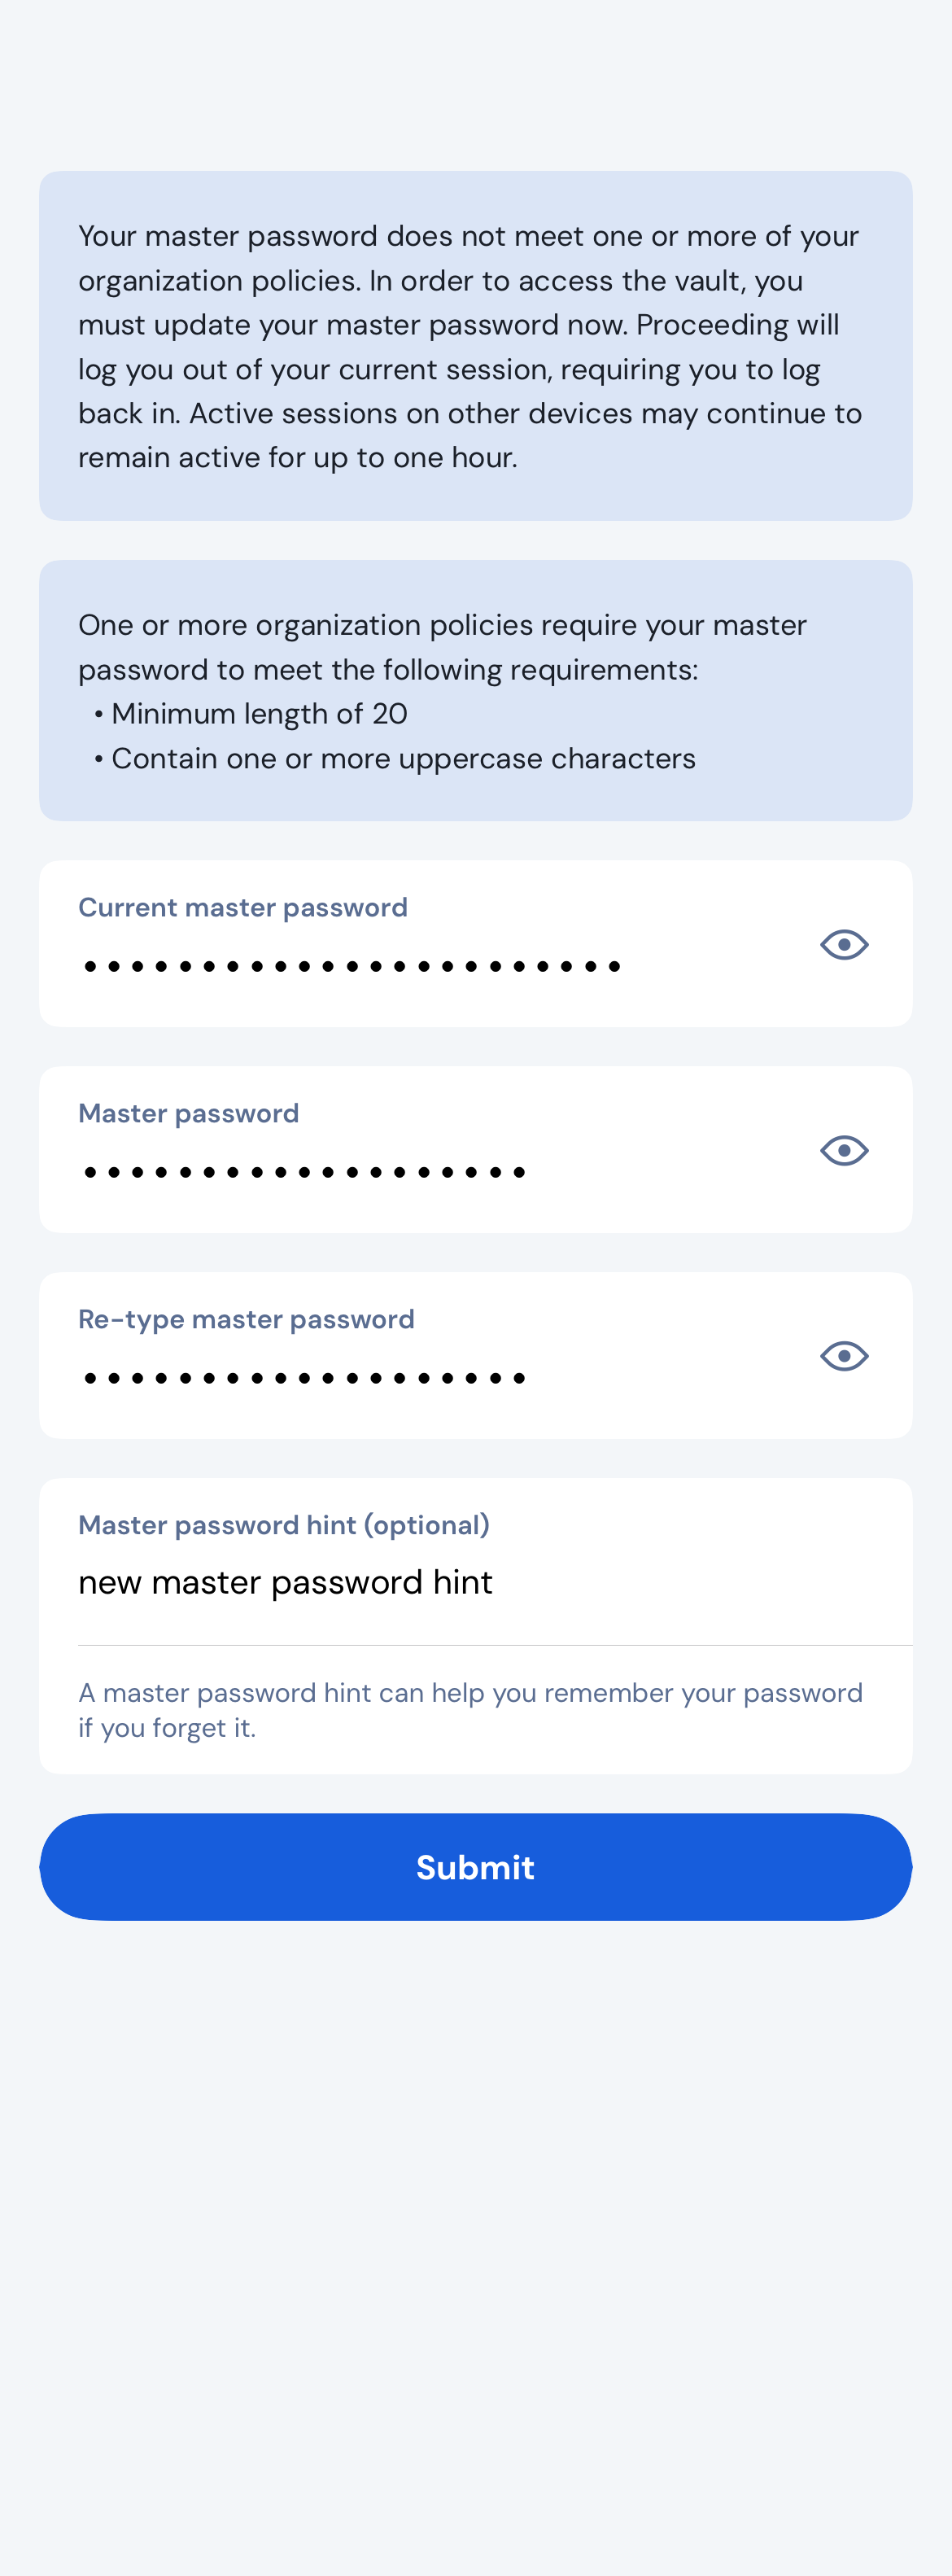 Your master password does not meet one or more of your
organization policies. In order to access the vault, you
must update your master password now. Proceeding will
log you out of your current session, requiring you to log
back in. Active sessions on other devices may continue to
remain active for up to one hour.
One or more organization policies require your master
password to meet the following requirements:
• Minimum length of 20
• Contain one or more uppercase characters
Current master password
•••••••••••••••••••••••
Master password
•••••••••••••••••••
Re-type master password
•••••••••••••••••••
Master password hint (optional)
new master password hint
A master password hint can help you remember your password
if you forget it.
Submit